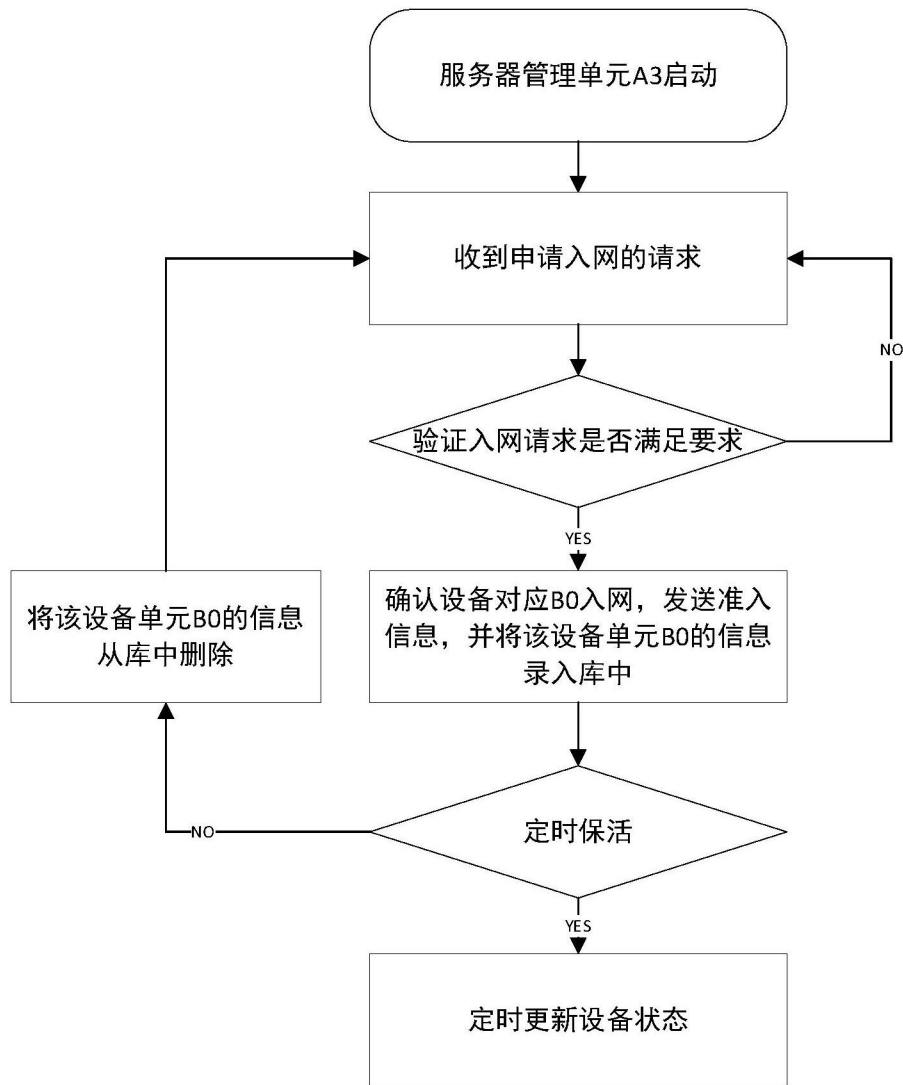 服务器管理单元A3启动
收到申请入网的请求
NO
验证入网请求是否满足要求
YES
将该设备单元B0的信息
从库中删除
确认设备对应B0入网，发送准入
信息，并将该设备单元B0的信息
录入库中
NO
定时保活
YES
定时更新设备状态